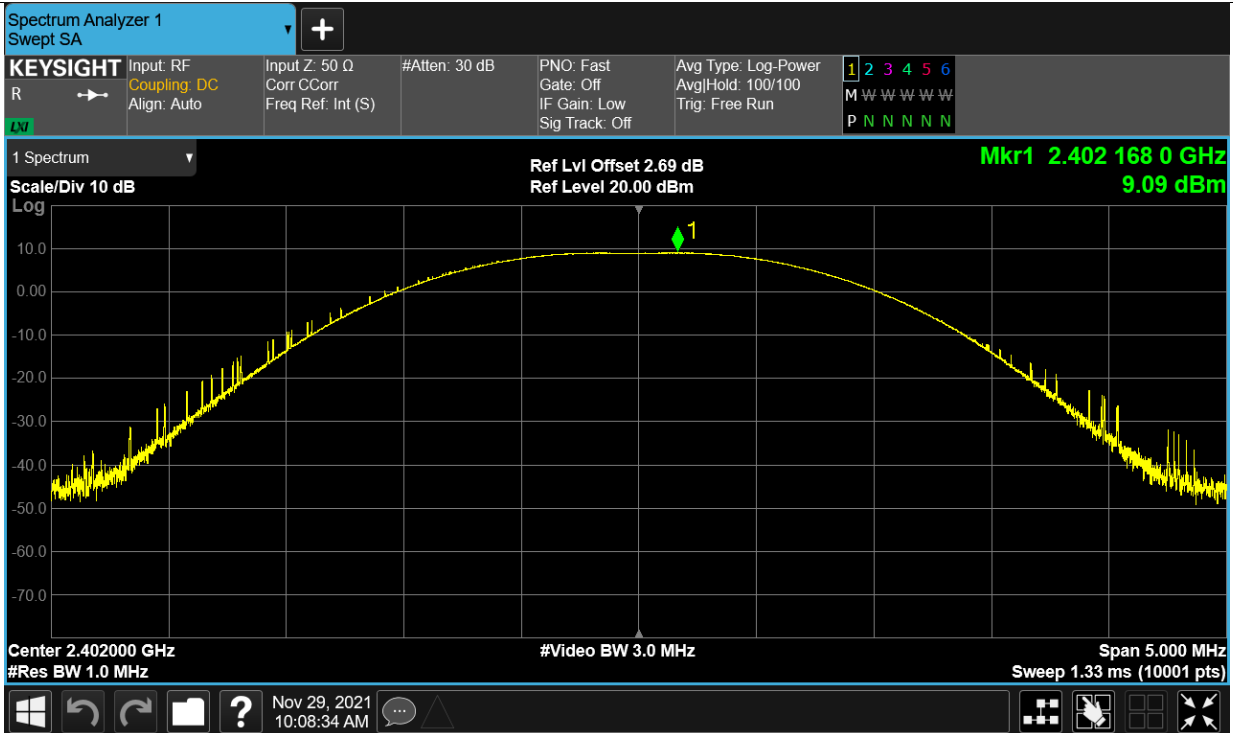 Spectrum Analyzer 1
Swept SA
KEYSIGHT
R
LXI
Input: RF
Coupling: DC
Align: Auto
Input Z: 50 Ω
Corr CCorr
Freq Ref: Int (S)
#Atten: 30 dB
PNO: Fast
Gate: Off
IF Gain: Low
Sig Track: Off
Avg Type: Log-Power
Avg|Hold: 100/100
Trig: Free Run
1 2 3 4 5 6
M W W W W W
P N N N N N
1 Spectrum
Scale/Div 10 dB
Log
Ref Lvl Offset 2.69 dB
Ref Level 20.00 dBm
Mkr1 2.402 168 0 GHz
9.09 dBm
1
10.0
0.00
-10.0
-20.0
-30.0
-40.0
-50.0
-60.0
-70.0
Center 2.402000 GHz
#Res BW 1.0 MHz
#Video BW 3.0 MHz
Span 5.000 MHz
Sweep 1.33 ms (10001 pts)
?
Nov 29, 2021
10:08:34 AM